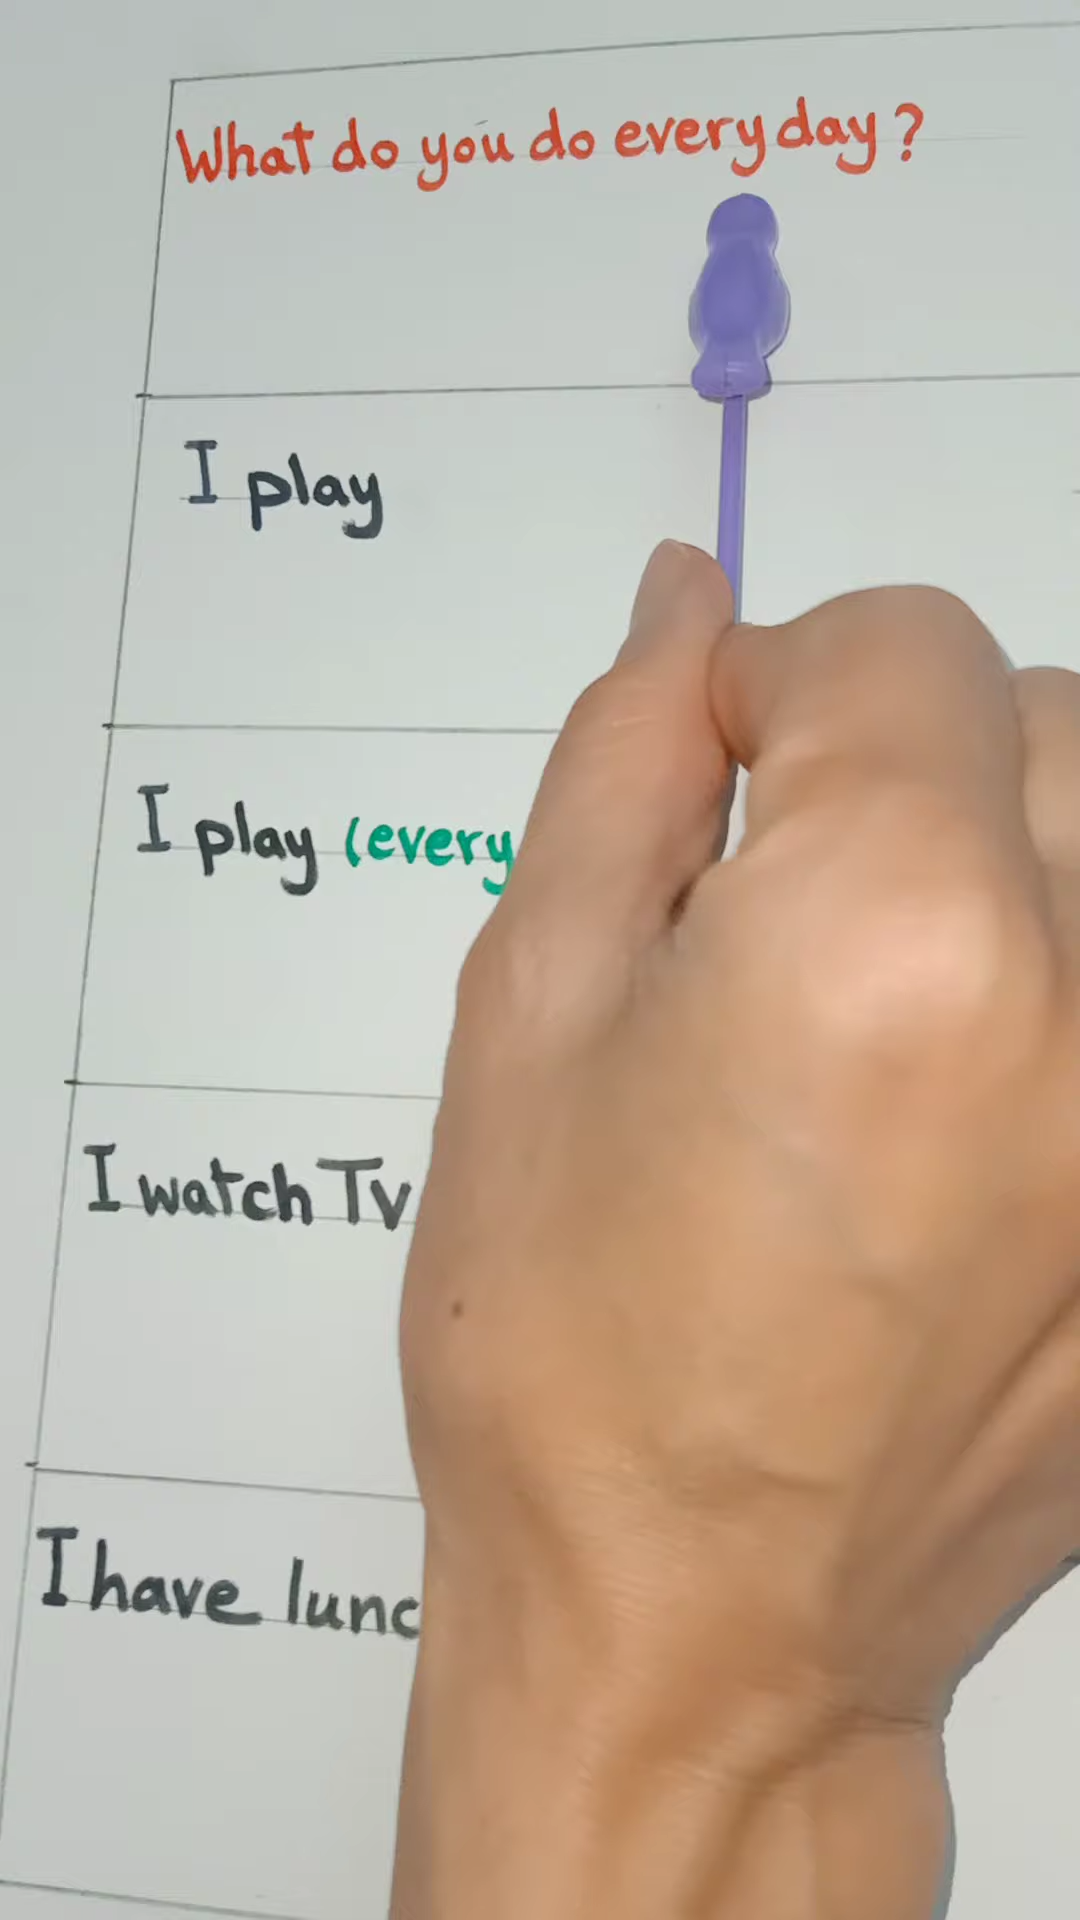 What do you do every day?
I play
I play (every
I watch TV
I have lunc